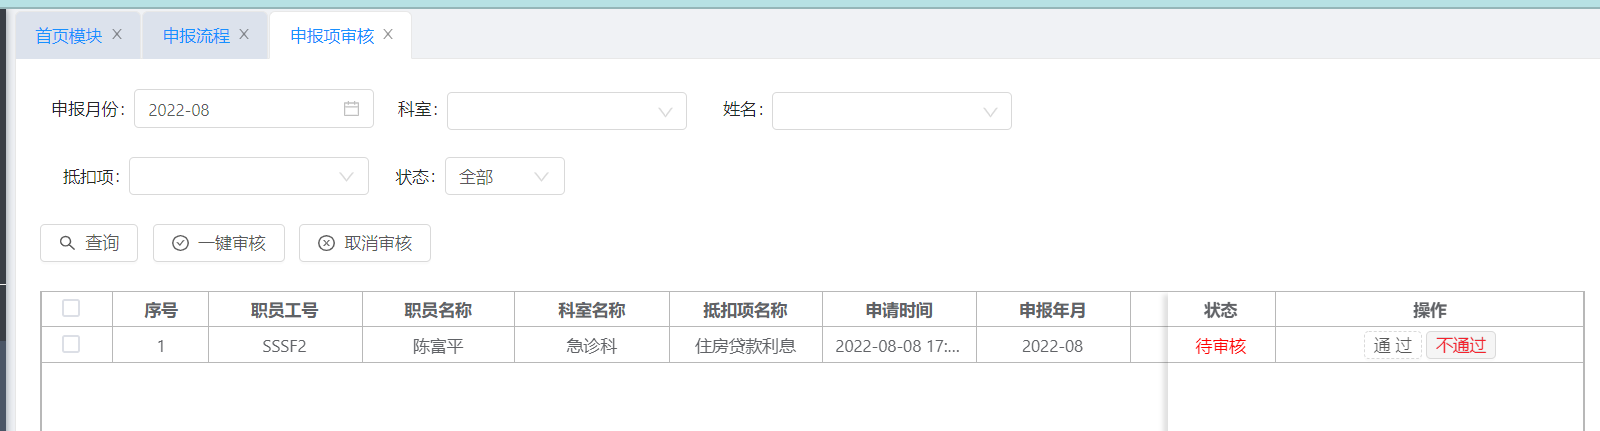 首页模块 申报流程 申报项审核
申报月份: 2022-08 科室: 姓名:
抵扣项: 状态: 全部
查询 一键审核 取消审核
序号 职员工号 职员名称 科室名称 抵扣项名称 申请时间 申报年月 状态 操作
1 SSSF2 陈富平 急诊科 住房贷款利息 2022-08-08 17:... 2022-08 待审核 通 过 不通过